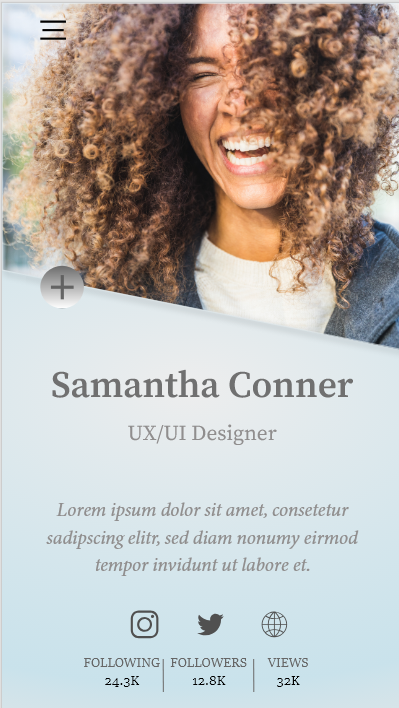 Samantha Conner
UX/UI Designer
Lorem ipsum dolor sit amet, consetetur
sadipscing elitr, sed diam nonumy eirmod
tempor invidunt ut labore et.
FOLLOWING FOLLOWERS VIEWS
24.3K 12.8K 32K